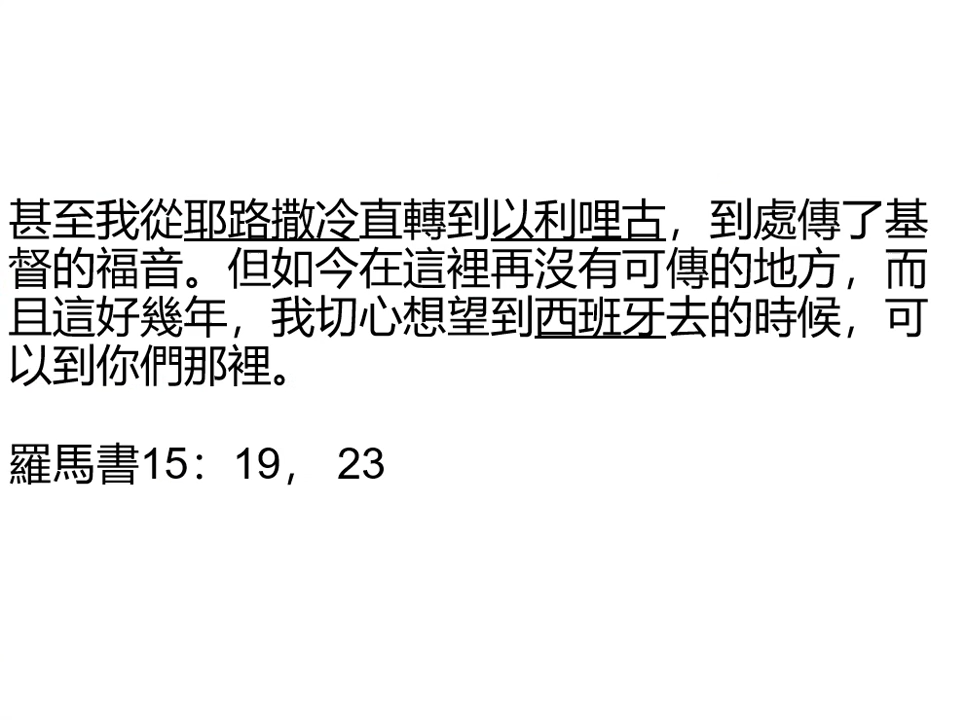 甚至我從耶路撒冷直轉到以利哩古，到處傳了基
督的福音。但如今在這裡再沒有可傳的地方，而
且這好幾年，我切心想望到西班牙去的時候，可
以到你們那裡。
羅馬書15：19， 23